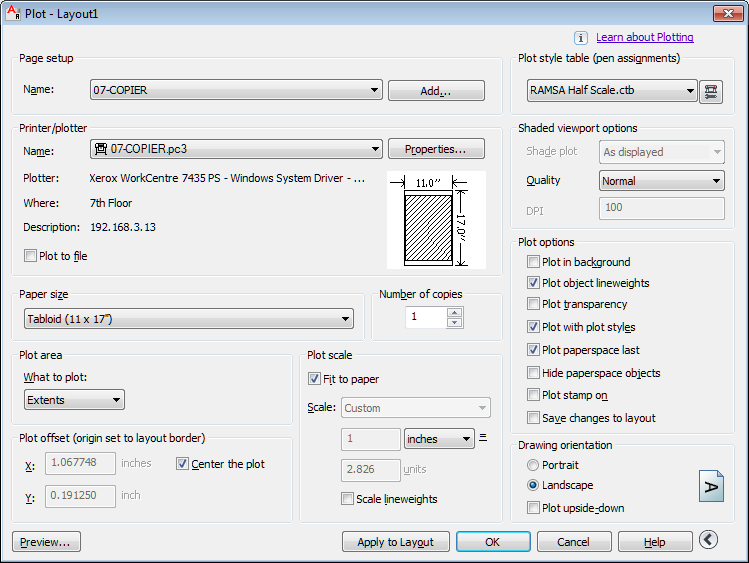 Plot - Layout1
Learn about Plotting
Page setup
Name:
07-COPIER
Add...
Printer/plotter
Name:
07-COPIER.pc3
Properties...
Plotter:
Xerox WorkCentre 7435 PS - Windows System Driver - ...
Where:
7th Floor
Description:
192.168.3.13
Plot to file
11.0''
17.0''
Paper size
Tabloid (11 x 17")
Number of copies
1
Plot area
What to plot:
Extents
Plot offset (origin set to layout border)
X:
1.067748
inches
Center the plot
Y:
0.191250
inch
Plot scale
Fit to paper
Scale:
Custom
1
inches
=
2.826
units
Scale lineweights
Plot style table (pen assignments)
RAMSA Half Scale.ctb
Shaded viewport options
Shade plot
As displayed
Quality
Normal
DPI
100
Plot options
Plot in background
Plot object lineweights
Plot transparency
Plot with plot styles
Plot paperspace last
Hide paperspace objects
Plot stamp on
Save changes to layout
Drawing orientation
Portrait
Landscape
Plot upside-down
A
Preview...
Apply to Layout
OK
Cancel
Help